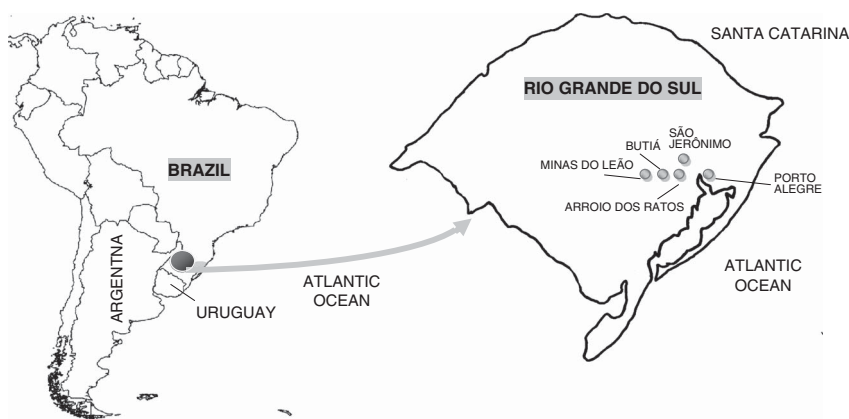 BRAZIL
ARGENTNA
URUGUAY
ATLANTIC
OCEAN
SANTA CATARINA
RIO GRANDE DO SUL
SÃO
JERÔNIMO
BUTIÁ
MINAS DO LEÃO
ARROIO DOS RATOS
PORTO
ALEGRE
ATLANTIC
OCEAN